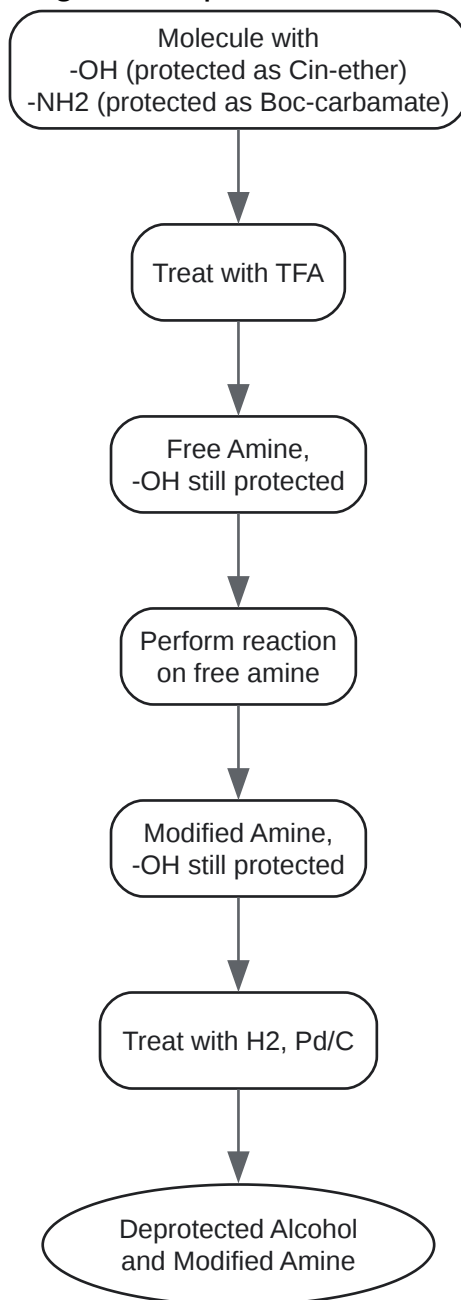 Molecule with
-OH (protected as Cin-ether)
-NH2 (protected as Boc-carbamate)
Treat with TFA
Free Amine,
-OH still protected
Perform reaction
on free amine
Modified Amine,
-OH still protected
Treat with H2, Pd/C
Deprotected Alcohol
and Modified Amine